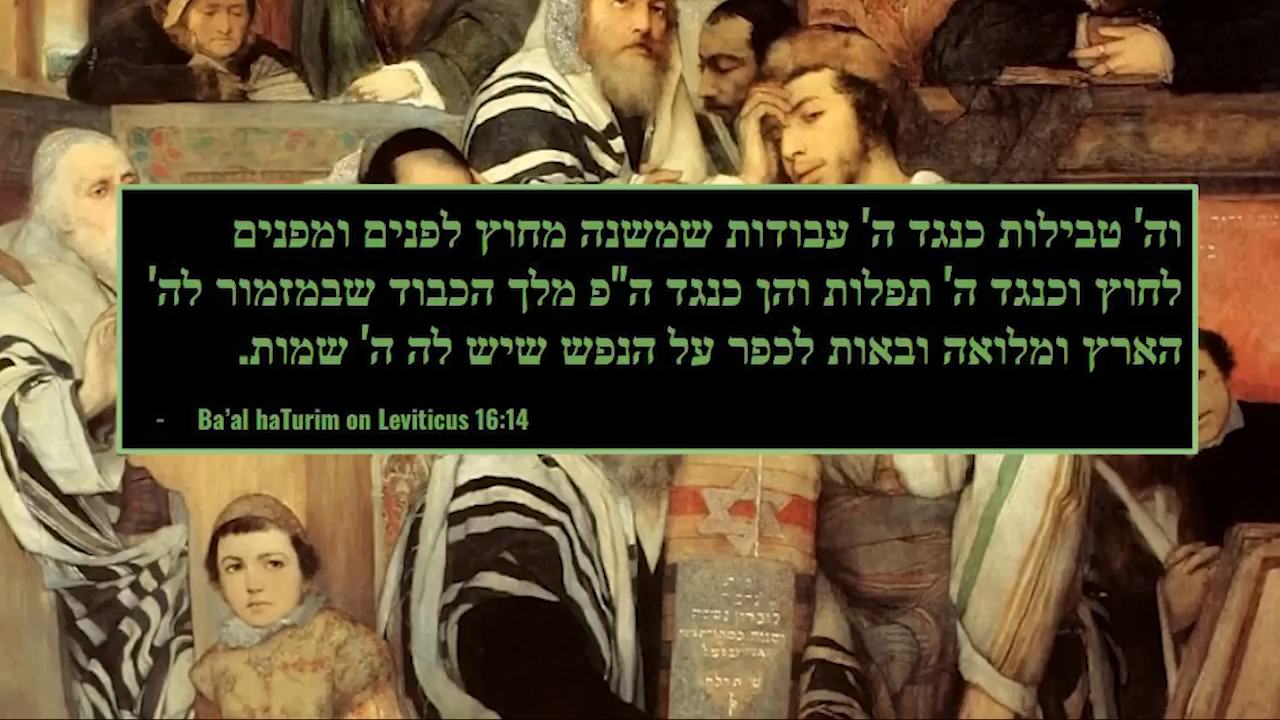 וה' טבילות כנגד ה' עבודות שמשנה מחוץ לפנים ומפנים
לחוץ וכנגד ה' תפלות והן כנגד ה"פ מלך הכבוד שבמזמור לה'
הארץ ומלואה ובאות לכפר על הנפש שיש לה ה' שמות.
- Ba'al haTurim on Leviticus 16:14